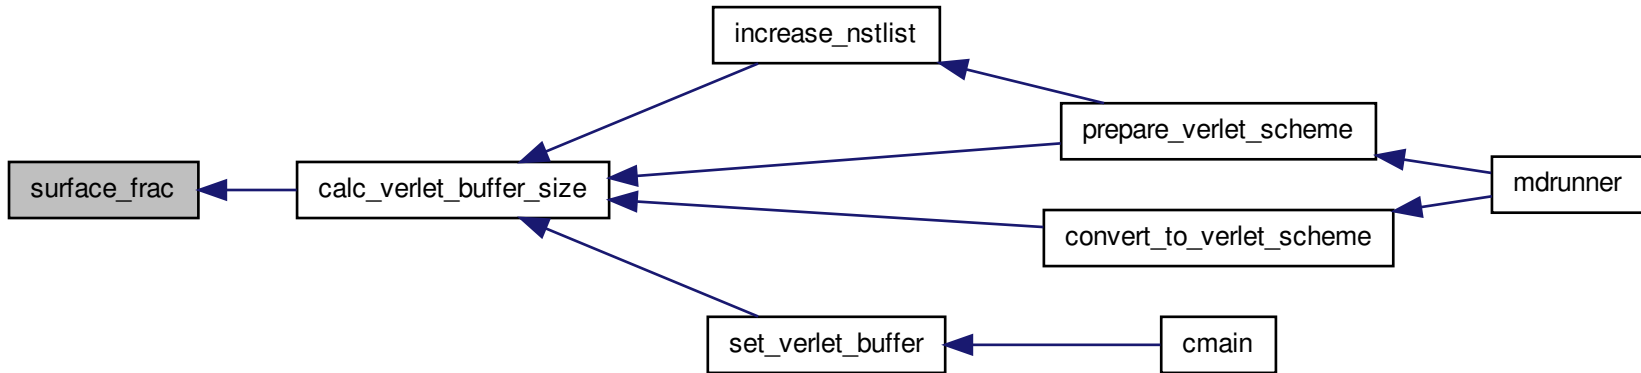 increase_nstlist
prepare_verlet_scheme
surface_frac
calc_verlet_buffer_size
mdrunner
convert_to_verlet_scheme
set_verlet_buffer
cmain